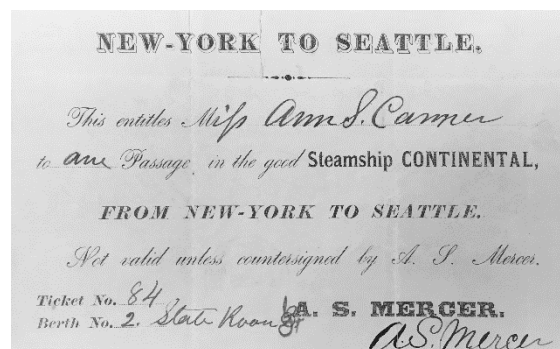 NEW-YORK TO SEATTLE.
This entitles Miss Ann S. Conner
to one Passage, in the good Steamship CONTINENTAL,
FROM NEW-YORK TO SEATTLE.
Not valid unless countersigned by A. S. Mercer.
Ticket No. 84
Berth No. 2. State Room
A. S. MERCER.
A.S. Mercer